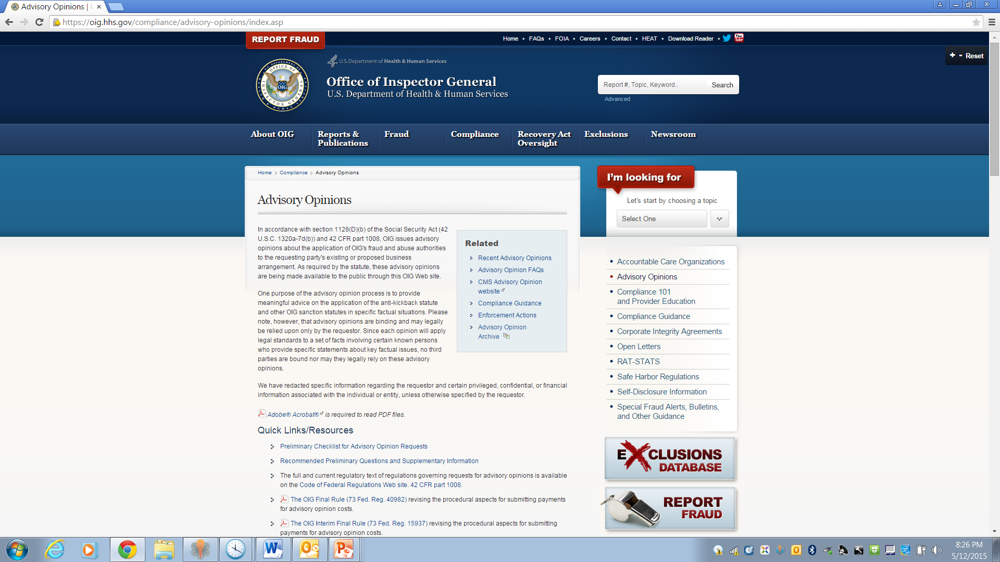 Advisory Opinions |
https://oig.hhs.gov/compliance/advisory-opinions/index.asp
REPORT FRAUD
Home • FAQs • FOIA • Careers • Contact • HEAT • Download Reader •
You Tube
+ - Reset
U.S. Department of Health & Human Services
Office of Inspector General
U.S. Department of Health & Human Services
OFFICE OF INSPECTOR GENERAL
OIG
Report #, Topic, Keyword..
Search
Advanced
About OIG
Reports & Publications
Fraud
Compliance
Recovery Act Oversight
Exclusions
Newsroom
Home > Compliance > Advisory Opinions
Advisory Opinions
In accordance with section 1128(D)(b) of the Social Security Act (42
U.S.C. 1320a-7d(b)) and 42 CFR part 1008, OIG issues advisory
opinions about the application of OIG's fraud and abuse authorities
to the requesting party's existing or proposed business
arrangement. As required by the statute, these advisory opinions
are being made available to the public through this OIG Web site.
One purpose of the advisory opinion process is to provide
meaningful advice on the application of the anti-kickback statute
and other OIG sanction statutes in specific factual situations. Please
note, however, that advisory opinions are binding and may legally
be relied upon only by the requestor. Since each opinion will apply
legal standards to a set of facts involving certain known persons
who provide specific statements about key factual issues, no third
parties are bound nor may they legally rely on these advisory
opinions.
Related
Recent Advisory Opinions
Advisory Opinion FAQs
CMS Advisory Opinion
website
Compliance Guidance
Enforcement Actions
Advisory Opinion
Archive
We have redacted specific information regarding the requestor and certain privileged, confidential, or financial
information associated with the individual or entity, unless otherwise specified by the requestor.
Adobe® Acrobat® is required to read PDF files.
Quick Links/Resources
Preliminary Checklist for Advisory Opinion Requests
Recommended Preliminary Questions and Supplementary Information
The full and current regulatory text of regulations governing requests for advisory opinions is available
on the Code of Federal Regulations Web site. 42 CFR part 1008.
The OIG Final Rule (73 Fed. Reg. 40982) revising the procedural aspects for submitting payments
for advisory opinion costs.
The OIG Interim Final Rule (73 Fed. Reg. 15937) revising the procedural aspects for submitting
payments for advisory opinion costs.
I'm looking for
Let's start by choosing a topic
Select One
• Accountable Care Organizations
• Advisory Opinions
• Compliance 101
and Provider Education
• Compliance Guidance
• Corporate Integrity Agreements
• Open Letters
• RAT-STATS
• Safe Harbor Regulations
• Self-Disclosure Information
• Special Fraud Alerts, Bulletins,
and Other Guidance
EXCLUSIONS
DATABASE
REPORT
FRAUD
8:26 PM
5/12/2015